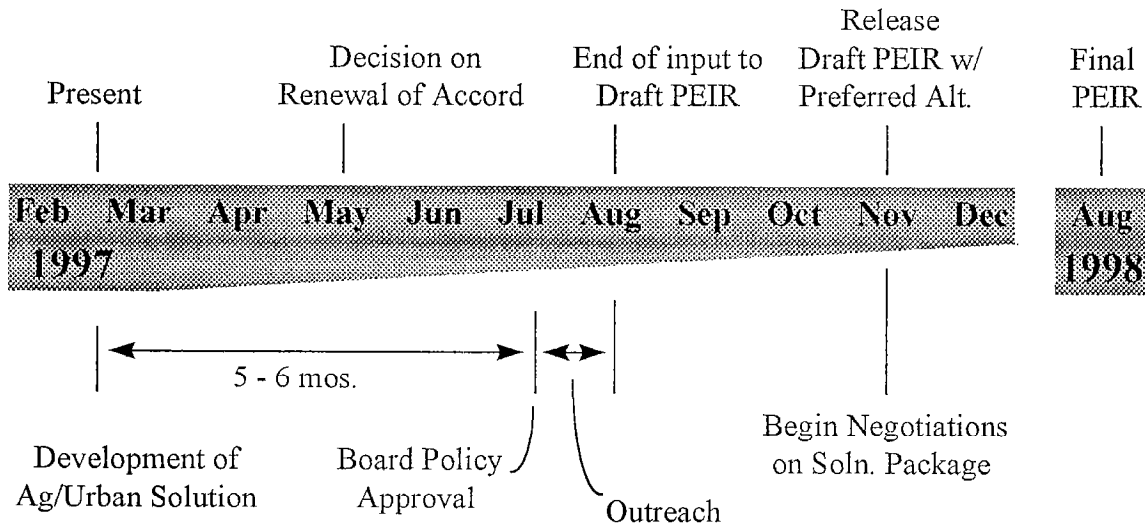 Present
Decision on
Renewal of Accord
End of input to
Draft PEIR
Release
Draft PEIR w/
Preferred Alt.
Final
PEIR
Feb Mar Apr May Jun Jul Aug Sep Oct Nov Dec
1997
Aug
1998
5 - 6 mos.
Development of
Ag/Urban Solution
Board Policy
Approval
Outreach
Begin Negotiations
on Soln. Package